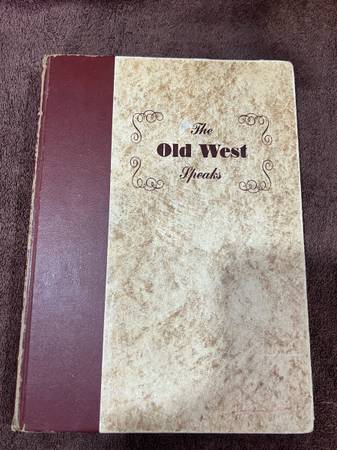 The
Old West
Speaks